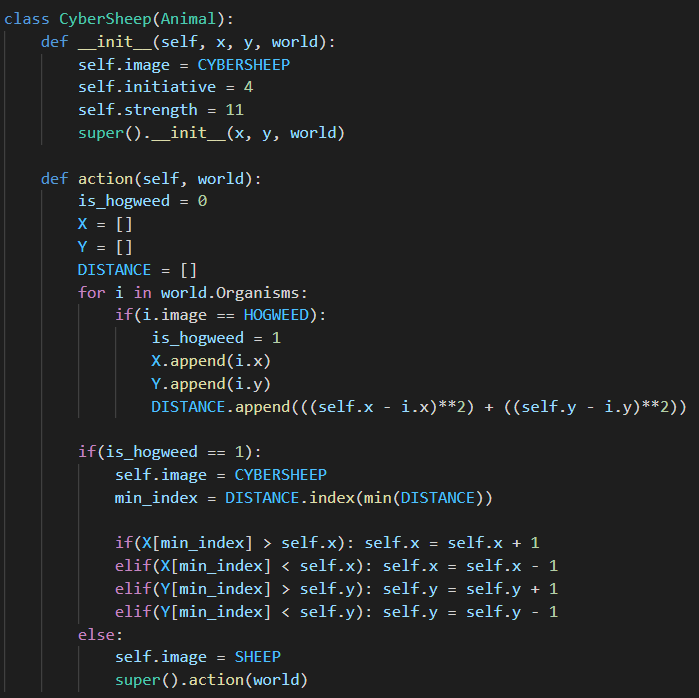 class CyberSheep(Animal):
    def __init__(self, x, y, world):
        self.image = CYBERSHEEP
        self.initiative = 4
        self.strength = 11
        super().__init__(x, y, world)

    def action(self, world):
        is_hogweed = 0
        X = []
        Y = []
        DISTANCE = []
        for i in world.Organisms:
            if(i.image == HOGWEED):
                is_hogweed = 1
                X.append(i.x)
                Y.append(i.y)
                DISTANCE.append(((self.x - i.x)**2) + ((self.y - i.y)**2))

        if(is_hogweed == 1):
            self.image = CYBERSHEEP
            min_index = DISTANCE.index(min(DISTANCE))

            if(X[min_index] > self.x): self.x = self.x + 1
            elif(X[min_index] < self.x): self.x = self.x - 1
            elif(Y[min_index] > self.y): self.y = self.y + 1
            elif(Y[min_index] < self.y): self.y = self.y - 1
        else:
            self.image = SHEEP
            super().action(world)